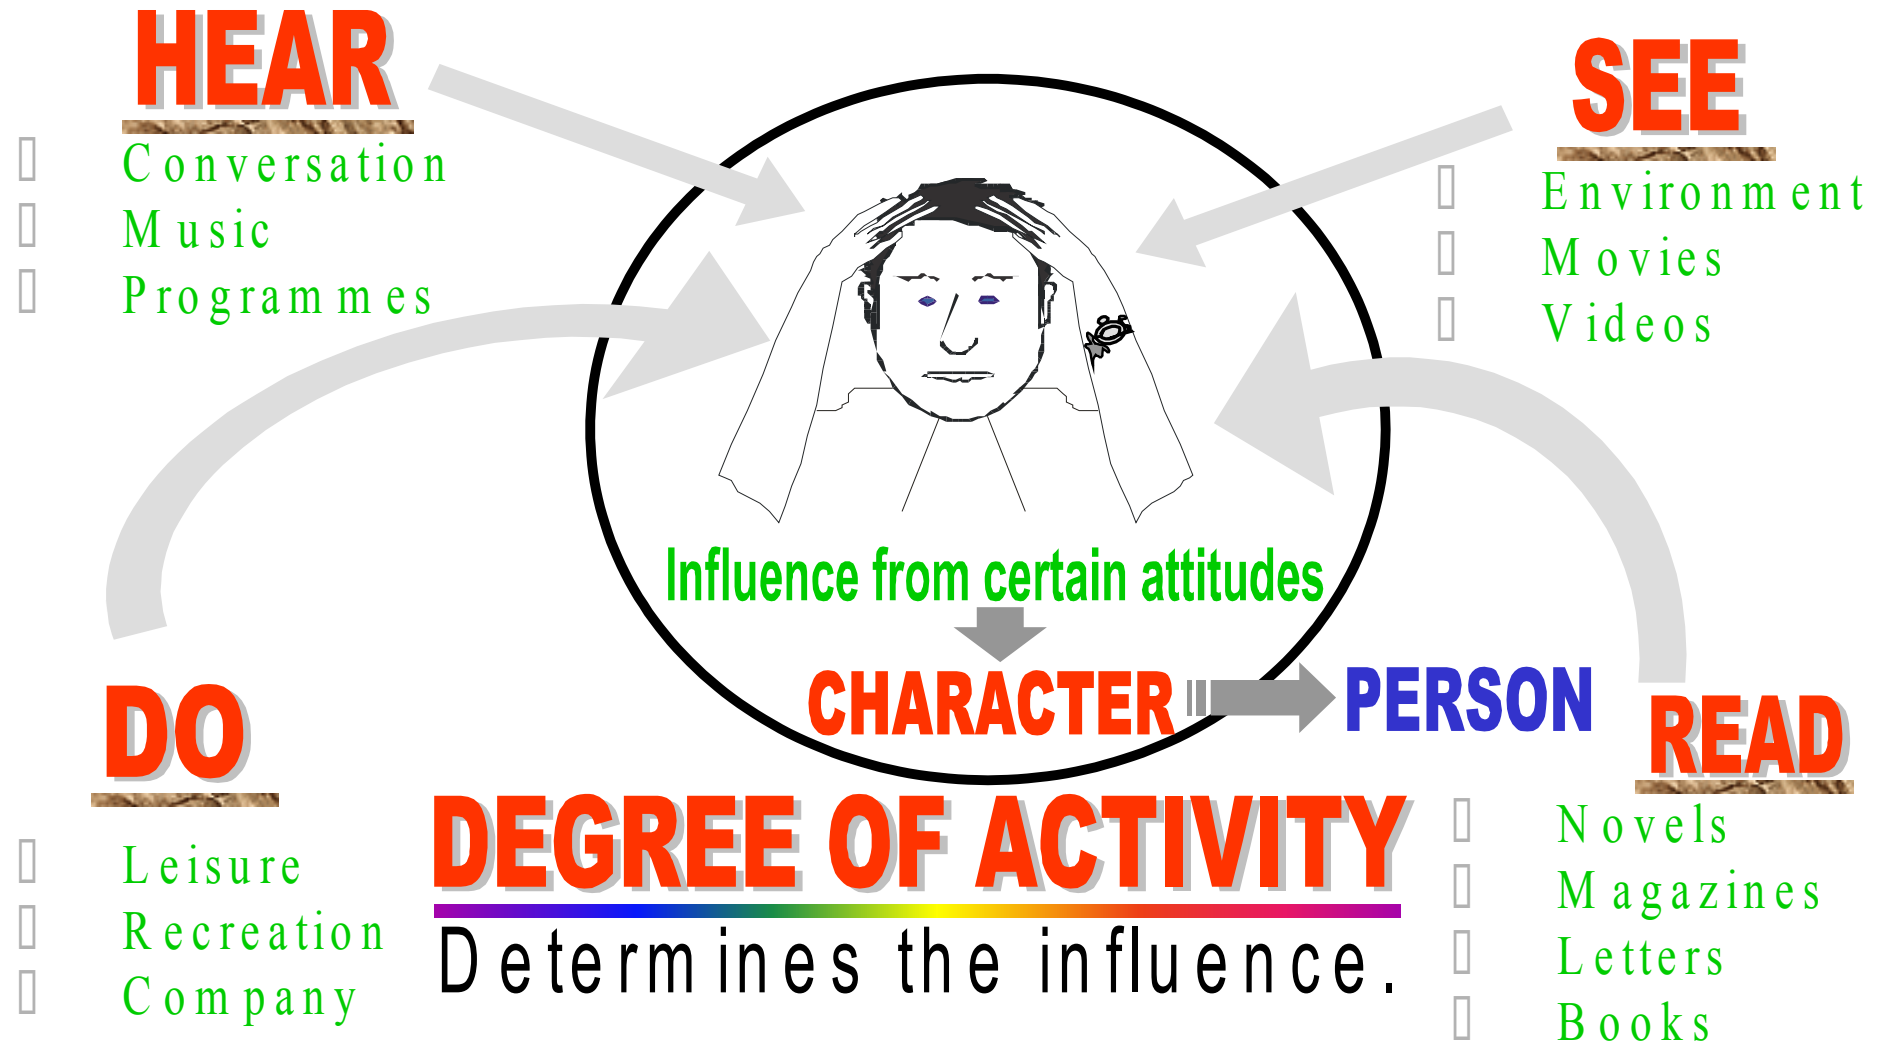 HEAR
Conversation
Music
Programmes
SEE
Environment
Movies
Videos
Influence from certain attitudes
CHARACTER
PERSON
DO
Leisure
Recreation
Company
READ
Novels
Magazines
Letters
Books
DEGREE OF ACTIVITY
Determines the influence.